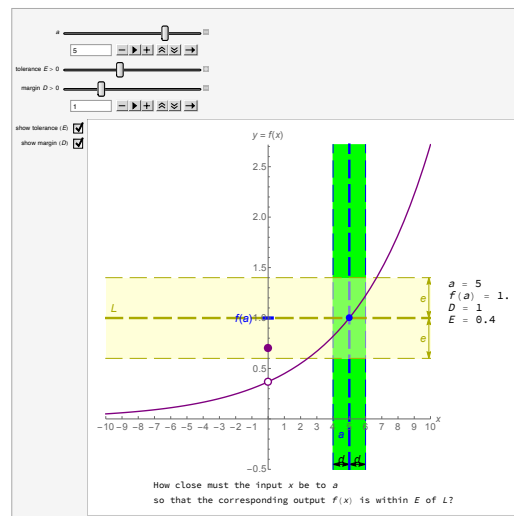 a
5
tolerance E > 0
margin D > 0
1
show tolerance (E)
show margin (D)
y = f(x)
2.5
2.0
1.5
L
e
a = 5
f(a)
1.0
f(a) = 1.
D = 1
E = 0.4
e
0.5
x
-10 -9 -8 -7 -6 -5 -4 -3 -2 -1 1 2 3 4 5 6 7 8 9 10
a
d d
-0.5
How close must the input x be to a
so that the corresponding output f(x) is within E of L?